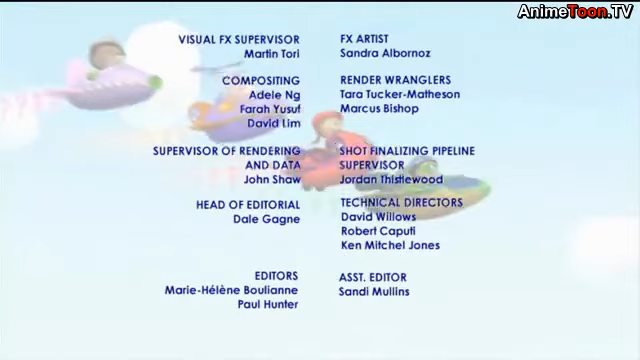 AnimeToon.TV
VISUAL FX SUPERVISOR
Martin Tori
COMPOSITING
Adele Ng
Farah Yusuf
David Lim
SUPERVISOR OF RENDERING
AND DATA
John Shaw
HEAD OF EDITORIAL
Dale Gagne
EDITORS
Marie-Hélène Boulianne
Paul Hunter
FX ARTIST
Sandra Albornoz
RENDER WRANGLERS
Tara Tucker-Matheson
Marcus Bishop
SHOT FINALIZING PIPELINE
SUPERVISOR
Jordan Thistlewood
TECHNICAL DIRECTORS
David Willows
Robert Caputi
Ken Mitchel Jones
ASST. EDITOR
Sandi Mullins